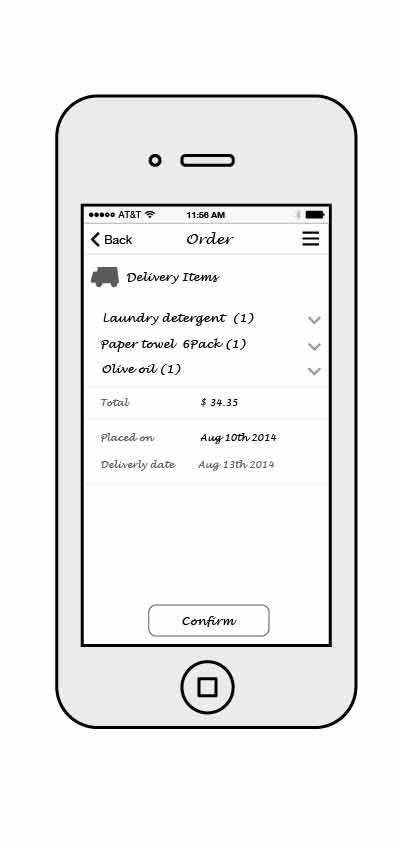 AT&T 11:56 AM
Back Order
Delivery Items
Laundry detergent (1)
Paper towel 6Pack (1)
Olive oil (1)
Total $ 34.35
Placed on Aug 10th 2014
Deliverly date Aug 13th 2014
Confirm